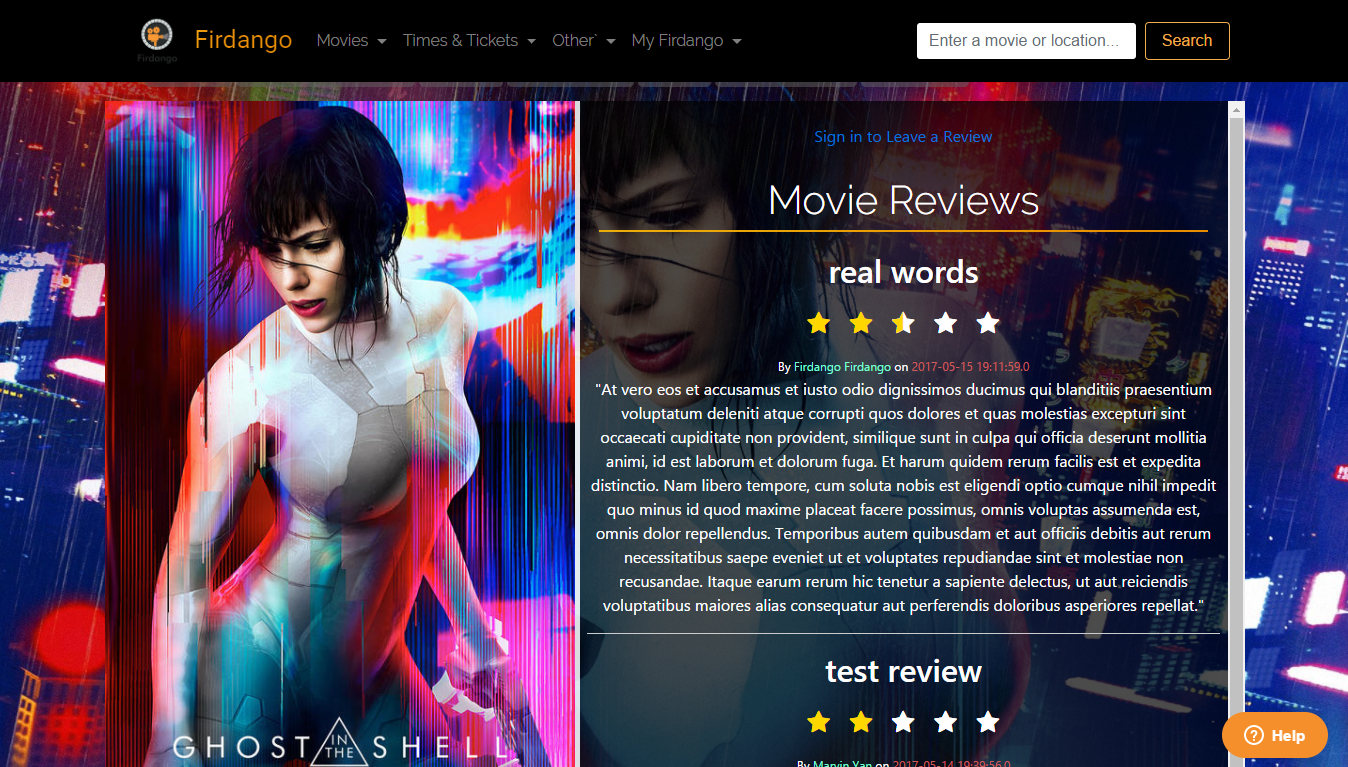 Firdango
Firdango
Movies
Times & Tickets
Other`
My Firdango
Enter a movie or location...
Search
GHOST IN THE SHELL
Sign in to Leave a Review
Movie Reviews
real words
By Firdango Firdango on 2017-05-15 19:11:59.0
"At vero eos et accusamus et iusto odio dignissimos ducimus qui blanditiis praesentium
voluptatum deleniti atque corrupti quos dolores et quas molestias excepturi sint
occaecati cupiditate non provident, similique sunt in culpa qui officia deserunt mollitia
animi, id est laborum et dolorum fuga. Et harum quidem rerum facilis est et expedita
distinctio. Nam libero tempore, cum soluta nobis est eligendi optio cumque nihil impedit
quo minus id quod maxime placeat facere possimus, omnis voluptas assumenda est,
omnis dolor repellendus. Temporibus autem quibusdam et aut officiis debitis aut rerum
necessitatibus saepe eveniet ut et voluptates repudiandae sint et molestiae non
recusandae. Itaque earum rerum hic tenetur a sapiente delectus, ut aut reiciendis
voluptatibus maiores alias consequatur aut perferendis doloribus asperiores repellat."
test review
By Marvin Yan on 2017-05-14 19:39:56.0
Help